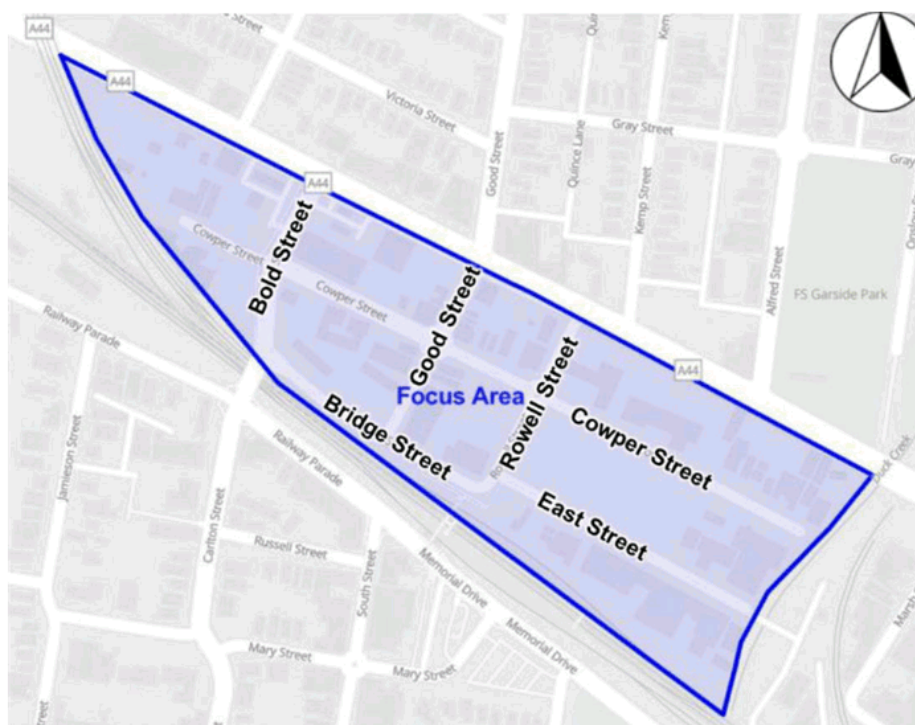 A44
A44
Victoria Street
Gray Street
Good Street
Quince Lane
Kemp Street
A44
Cowper Street
Bold Street
Cowper Street
Good Street
Alfred Street
FS Garside Park
Railway Parade
Focus Area
A44
Rowell Street
Cowper Street
Bridge Street
Jamieson Street
Railway Parade
East Street
Duck Creek
Carlton Street
Russell Street
South Street
Memorial Drive
Memorial Drive
Mary Street
Mary Street